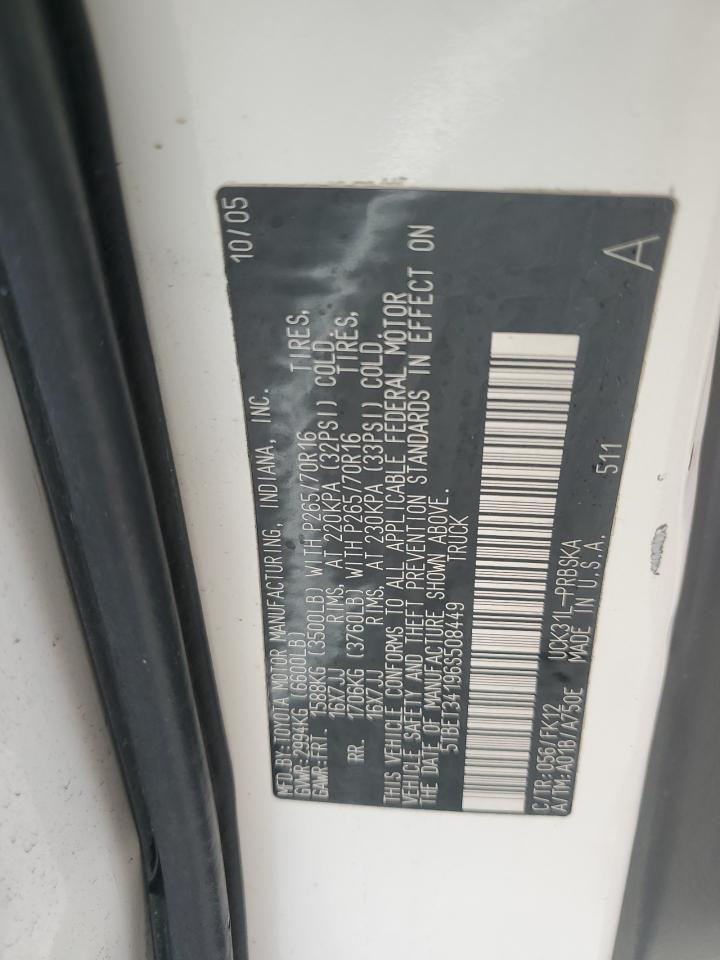 MFD.BY:TOYOTA MOTOR MANUFACTURING, INDIANA, INC. 10/05
GVWR:2994KG (6600LB)
GAWR:FRT. 1588KG (3500LB) WITH P265/70R16 TIRES,
16X7JJ RIMS, AT 220KPA (32PSI) COLD.
RR. 1706KG (3760LB) WITH P265/70R16 TIRES,
16X7JJ RIMS, AT 230KPA (33PSI) COLD.
THIS VEHICLE CONFORMS TO ALL APPLICABLE FEDERAL MOTOR
VEHICLE SAFETY AND THEFT PREVENTION STANDARDS IN EFFECT ON
THE DATE OF MANUFACTURE SHOWN ABOVE.
5TBET34196S508449 TRUCK
C/TR:056/FK12 UCK31L-PRBSKA
A/TM:A01B/A750E MADE IN U.S.A. 511 A